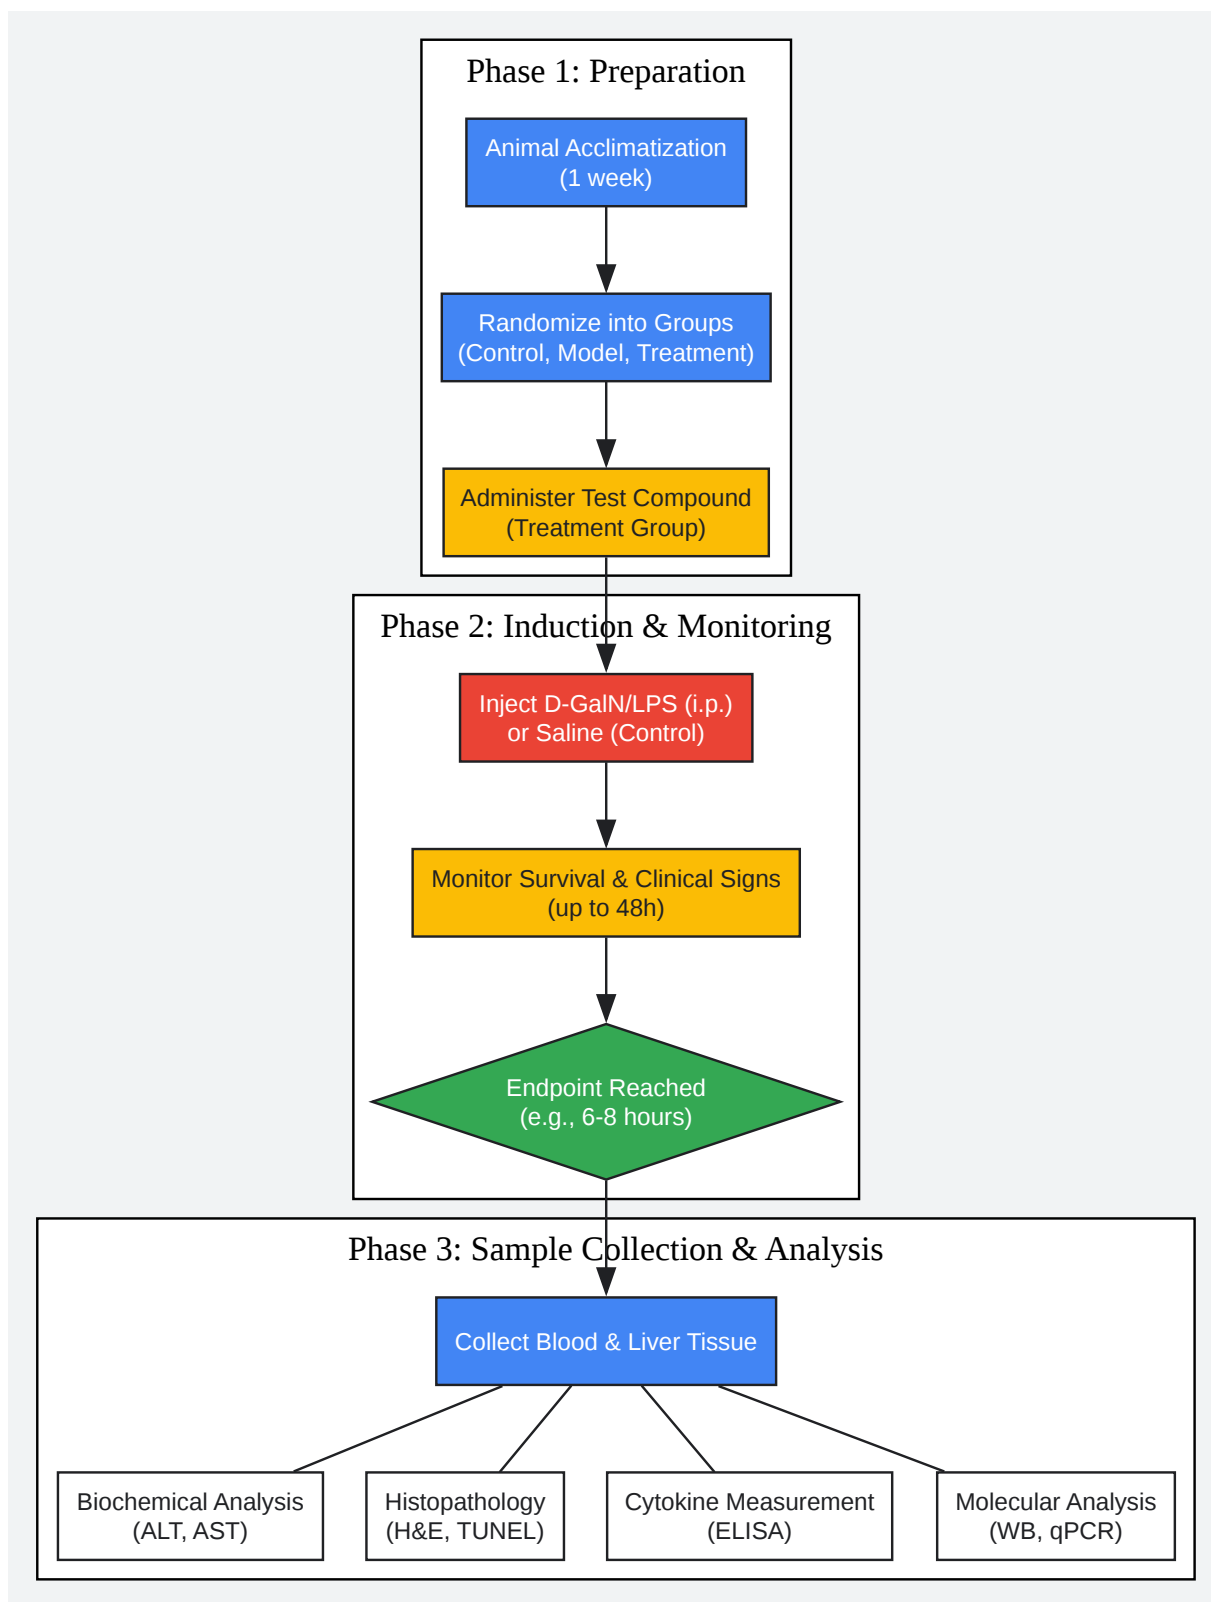 Phase 1: Preparation
Animal Acclimatization
(1 week)
Randomize into Groups
(Control, Model, Treatment)
Administer Test Compound
(Treatment Group)
Phase 2: Induction & Monitoring
Inject D-GalN/LPS (i.p.)
or Saline (Control)
Monitor Survival & Clinical Signs
(up to 48h)
Endpoint Reached
(e.g., 6-8 hours)
Phase 3: Sample Collection & Analysis
Collect Blood & Liver Tissue
Biochemical Analysis
(ALT, AST)
Histopathology
(H&E, TUNEL)
Cytokine Measurement
(ELISA)
Molecular Analysis
(WB, qPCR)